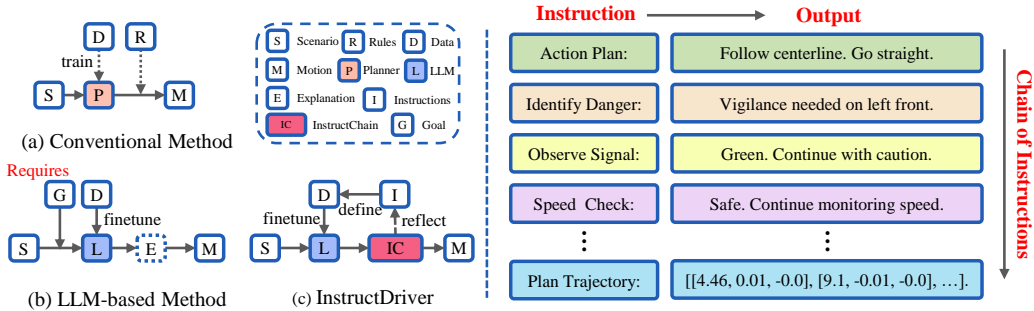 D R
train
S P M
(a) Conventional Method
S Scenario R Rules D Data
M Motion P Planner L LLM
E Explanation I Instructions
IC InstructChain G Goal
Requires
G D
finetune
S L E M
(b) LLM-based Method
D I
finetune define reflect
S L IC M
(c) InstructDriver
Instruction Output
Action Plan: Follow centerline. Go straight.
Identify Danger: Vigilance needed on left front.
Observe Signal: Green. Continue with caution.
Speed Check: Safe. Continue monitoring speed.
Plan Trajectory: [[4.46, 0.01, -0.0], [9.1, -0.01, -0.0], …].
Chain of Instructions